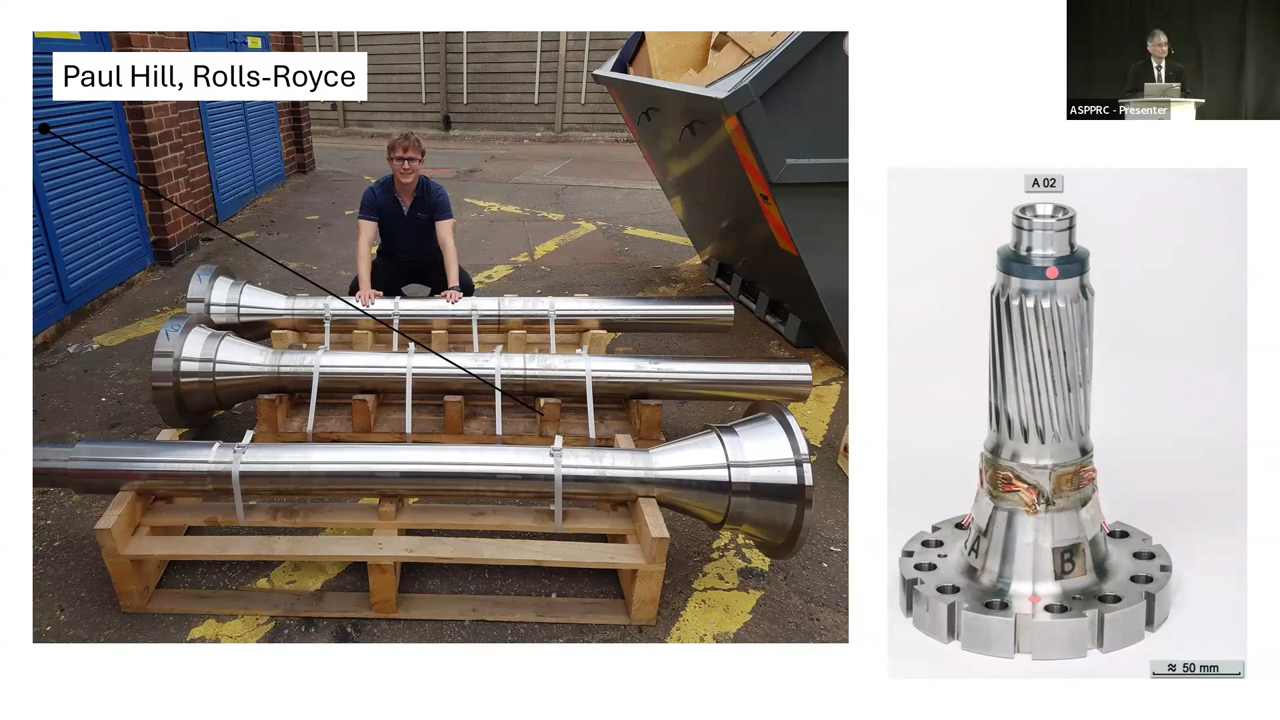 Paul Hill, Rolls-Royce
ASPPRC - Presenter
A 02
A
B
≈ 50 mm